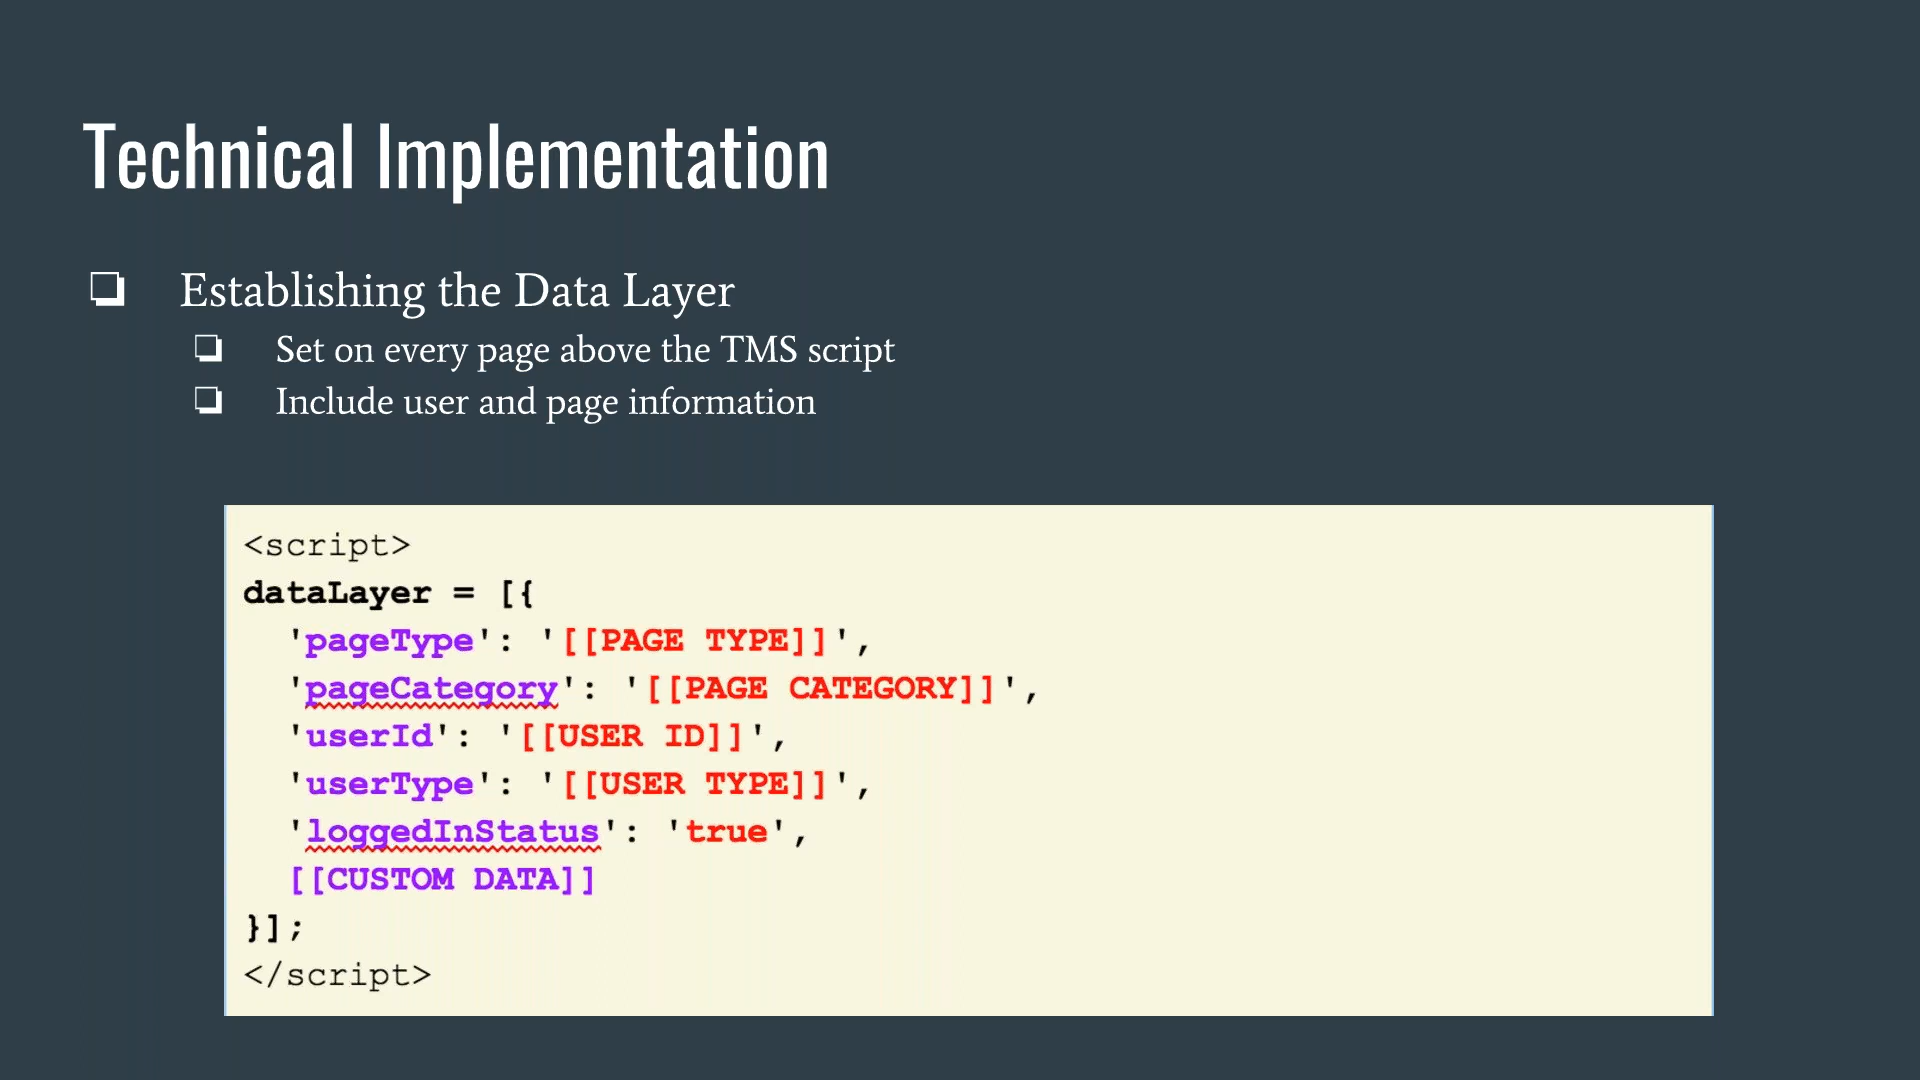 Technical Implementation
❏ Establishing the Data Layer
❏ Set on every page above the TMS script
❏ Include user and page information
<script>
dataLayer = [{
'pageType': '[[PAGE TYPE]]',
'pageCategory': '[[PAGE CATEGORY]]',
'userId': '[[USER ID]]',
'userType': '[[USER TYPE]]',
'loggedInStatus': 'true',
[[CUSTOM DATA]]
}];
</script>